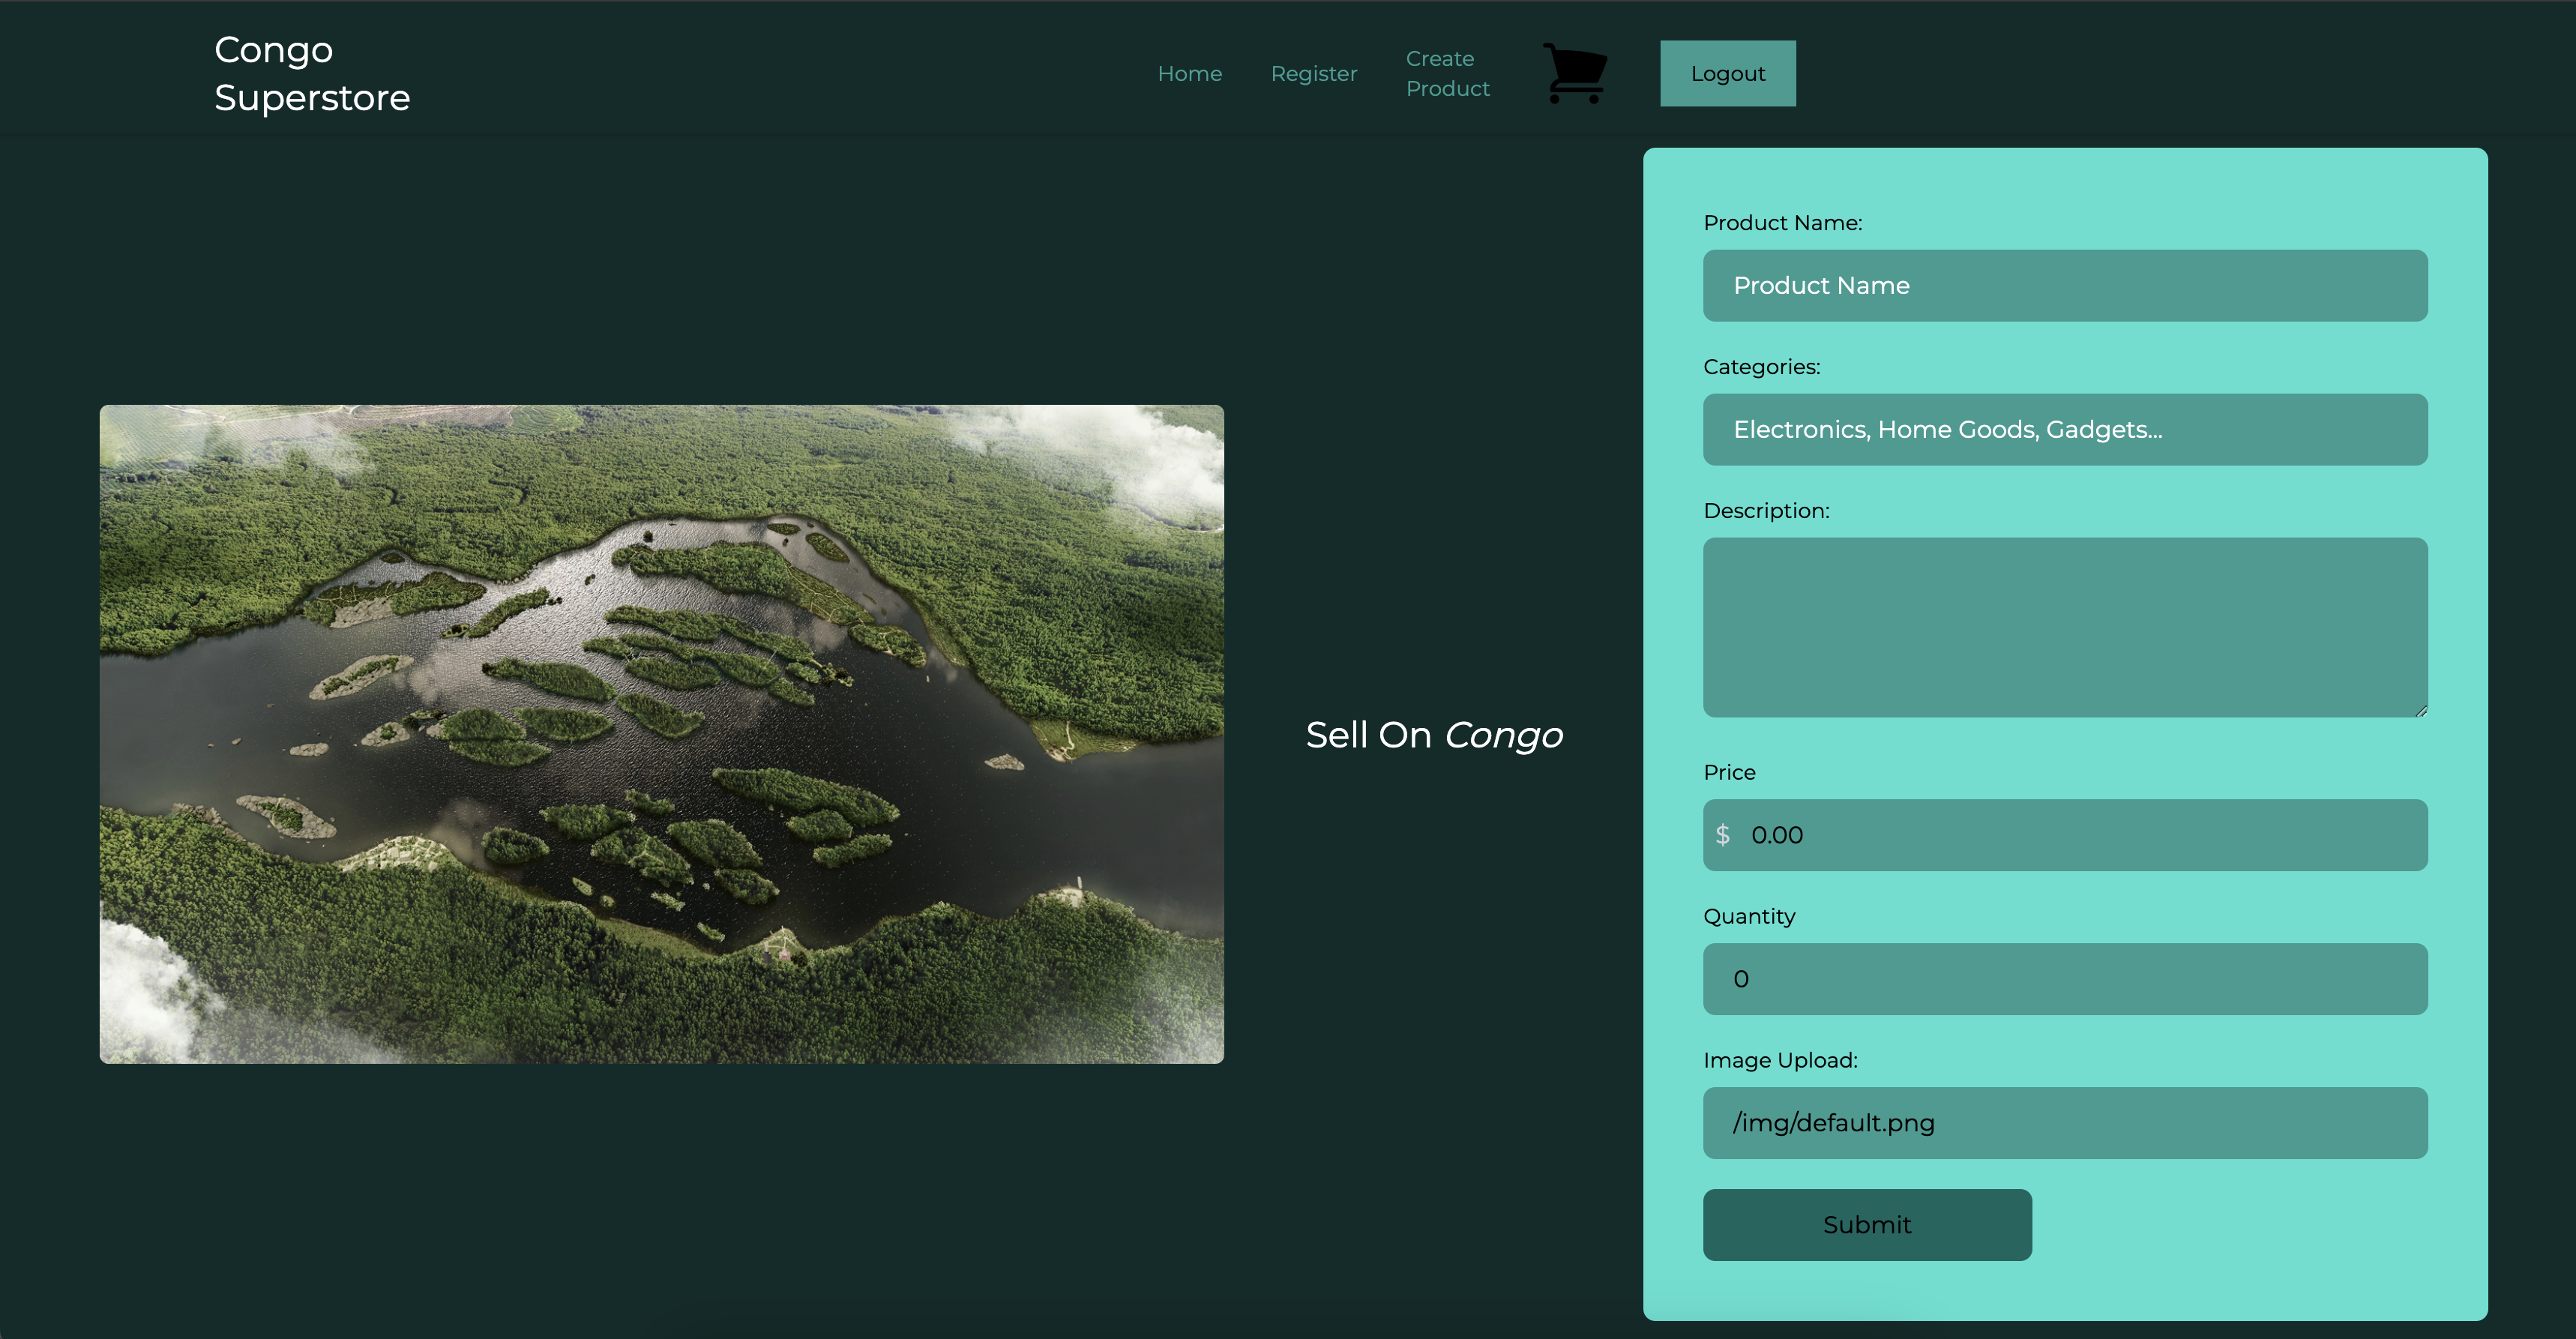 Congo
Superstore
Home
Register
Create
Product
Logout
Sell On Congo
Product Name:
Product Name
Categories:
Electronics, Home Goods, Gadgets...
Description:
Price
$ 0.00
Quantity
0
Image Upload:
/img/default.png
Submit